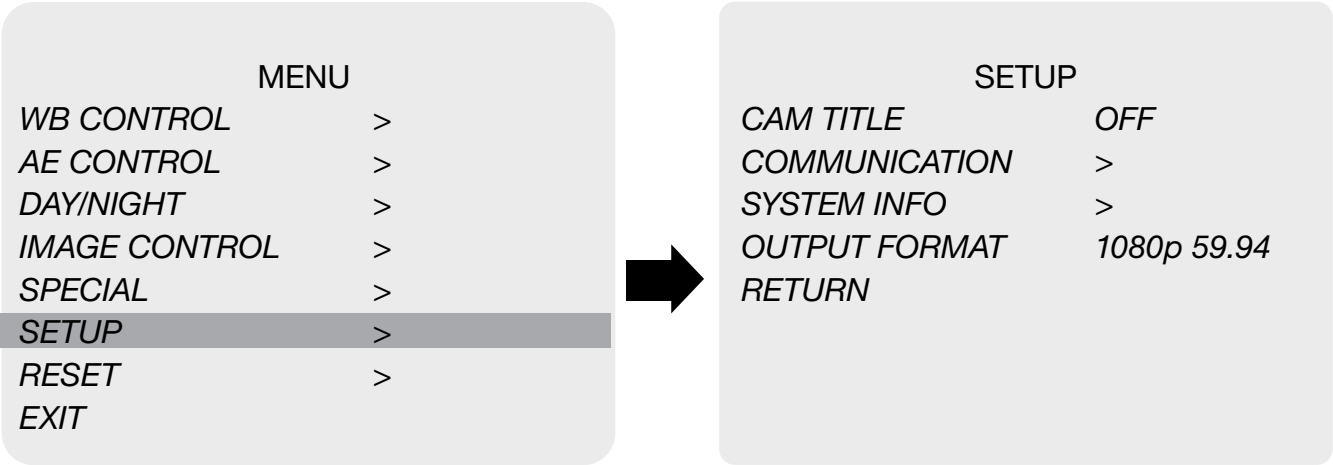 MENU
WB CONTROL >
AE CONTROL >
DAY/NIGHT >
IMAGE CONTROL >
SPECIAL >
SETUP >
RESET >
EXIT
SETUP
CAM TITLE OFF
COMMUNICATION >
SYSTEM INFO >
OUTPUT FORMAT 1080p 59.94
RETURN